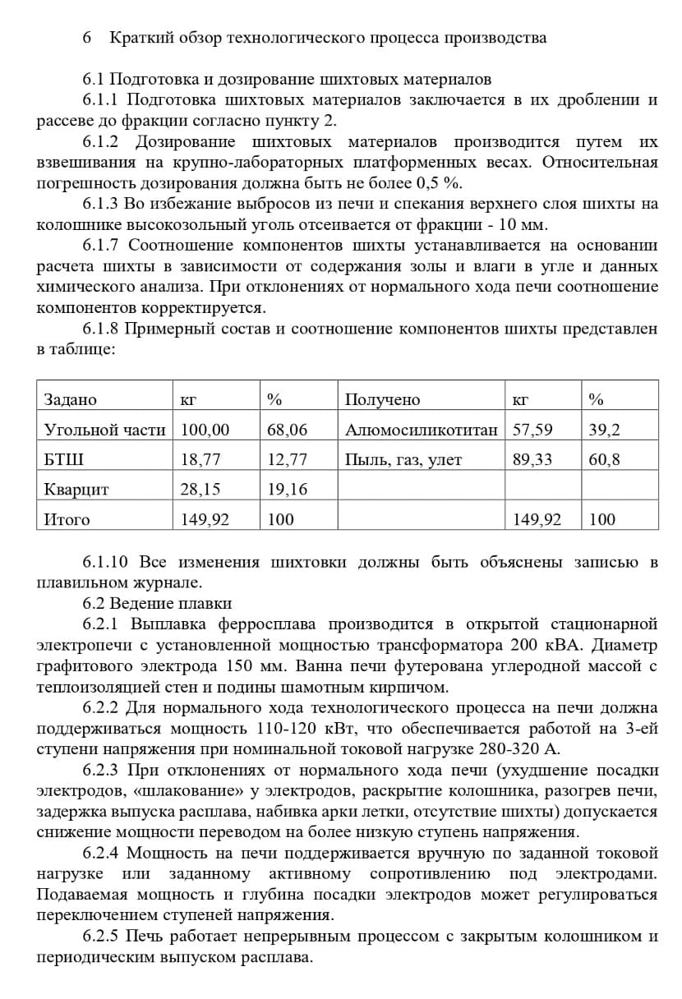 6 Краткий обзор технологического процесса производства
6.1 Подготовка и дозирование шихтовых материалов
6.1.1 Подготовка шихтовых материалов заключается в их дроблении и
рассеве до фракции согласно пункту 2.
6.1.2 Дозирование шихтовых материалов производится путем их
взвешивания на крупно-лабораторных платформенных весах. Относительная
погрешность дозирования должна быть не более 0,5 %.
6.1.3 Во избежание выбросов из печи и спекания верхнего слоя шихты на
колошнике высокозольный уголь отсеивается от фракции - 10 мм.
6.1.7 Соотношение компонентов шихты устанавливается на основании
расчета шихты в зависимости от содержания золы и влаги в угле и данных
химического анализа. При отклонениях от нормального хода печи соотношение
компонентов корректируется.
6.1.8 Примерный состав и соотношение компонентов шихты представлен
в таблице:
Задано кг % Получено кг %
Угольной части 100,00 68,06 Алюмосиликотитан 57,59 39,2
БТШ 18,77 12,77 Пыль, газ, улет 89,33 60,8
Кварцит 28,15 19,16
Итого 149,92 100 149,92 100
6.1.10 Все изменения шихтовки должны быть объяснены записью в
плавильном журнале.
6.2 Ведение плавки
6.2.1 Выплавка ферросплава производится в открытой стационарной
электропечи с установленной мощностью трансформатора 200 кВА. Диаметр
графитового электрода 150 мм. Ванна печи футерована углеродной массой с
теплоизоляцией стен и подины шамотным кирпичом.
6.2.2 Для нормального хода технологического процесса на печи должна
поддерживаться мощность 110-120 кВт, что обеспечивается работой на 3-ей
ступени напряжения при номинальной токовой нагрузке 280-320 А.
6.2.3 При отклонениях от нормального хода печи (ухудшение посадки
электродов, «шлакование» у электродов, раскрытие колошника, разогрев печи,
задержка выпуска расплава, набивка арки летки, отсутствие шихты) допускается
снижение мощности переводом на более низкую ступень напряжения.
6.2.4 Мощность на печи поддерживается вручную по заданной токовой
нагрузке или заданному активному сопротивлению под электродами.
Подаваемая мощность и глубина посадки электродов может регулироваться
переключением ступеней напряжения.
6.2.5 Печь работает непрерывным процессом с закрытым колошником и
периодическим выпуском расплава.